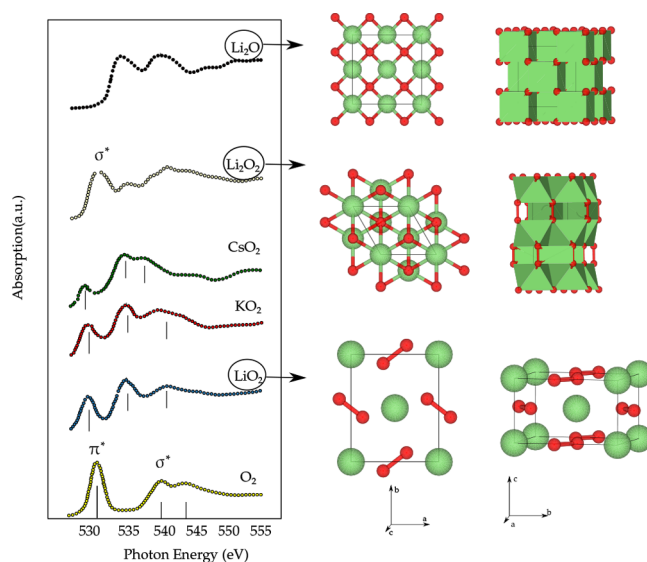 Li₂O
σ*
Li₂O₂
CsO₂
KO₂
LiO₂
π*
σ*
O₂
Absorption(a.u.)
530
535
540
545
550
555
Photon Energy (eV)
b
a
c
c
b
a